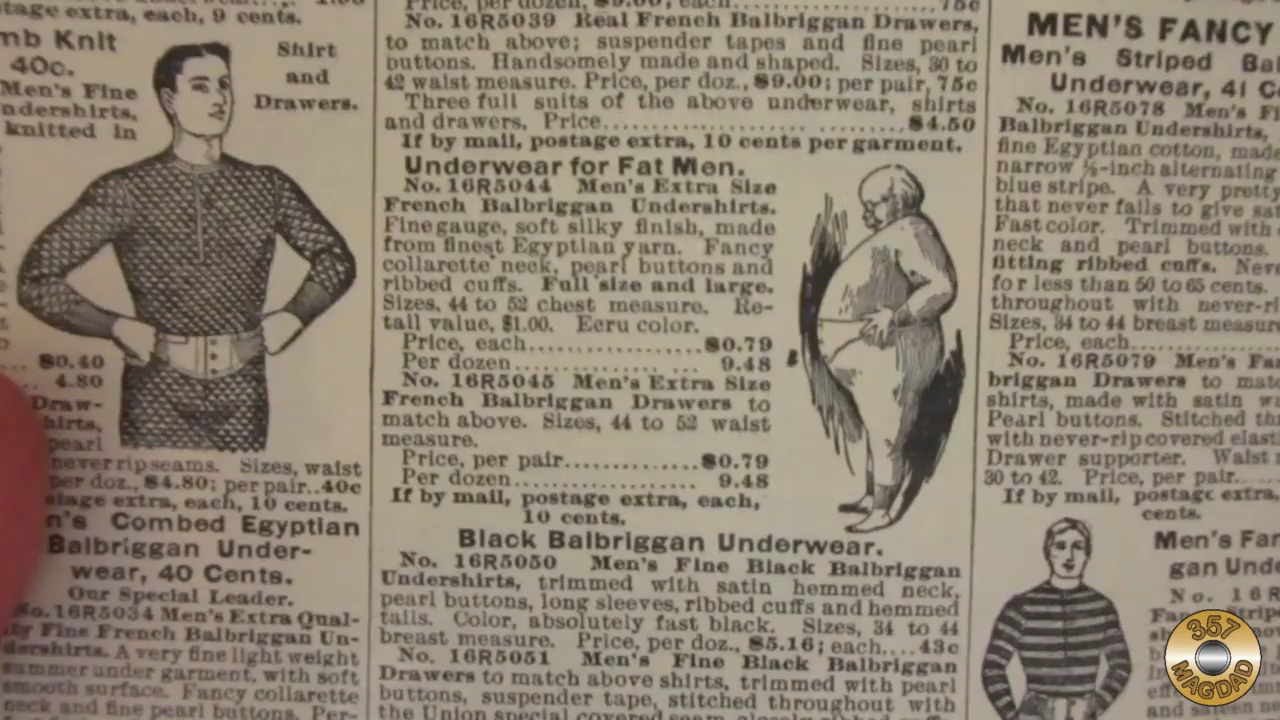 stage extra, each, 9 cents.
mb Knit
40c.
Shirt
and
Drawers.
Men's Fine
ndershirts,
knitted in
$0.40
4.80
Draw-
hirts,
pearl
never rip seams. Sizes, waist
per doz., $4.80; per pair..40c
stage extra, each, 10 cents.
n's Combed Egyptian
Balbriggan Under-
wear, 40 Cents.
Our Special Leader.
No. 16R5034 Men's Extra Qual-
ity Fine French Balbriggan Un-
dershirts. A very fine light weight
summer under garment, with soft
smooth surface. Fancy collarette
neck and fine pearl buttons. Per-
Price, per dozen, $9.00; each 75c
No. 16R5039 Real French Balbriggan Drawers,
to match above; suspender tapes and fine pearl
buttons. Handsomely made and shaped. Sizes, 30 to
42 waist measure. Price, per doz., $9.00; per pair, 75c
Three full suits of the above underwear, shirts
and drawers, Price.......................... $4.50
If by mail, postage extra, 10 cents per garment.
Underwear for Fat Men.
No. 16R5044 Men's Extra Size
French Balbriggan Undershirts.
Fine gauge, soft silky finish, made
from finest Egyptian yarn. Fancy
collarette neck, pearl buttons and
ribbed cuffs. Full size and large.
Sizes, 44 to 52 chest measure. Re-
tail value, $1.00. Ecru color.
Price, each................$0.79
Per dozen................ 9.48
No. 16R5045 Men's Extra Size
French Balbriggan Drawers to
match above. Sizes, 44 to 52 waist
measure.
Price, per pair............$0.79
Per dozen................ 9.48
If by mail, postage extra, each,
10 cents.
Black Balbriggan Underwear.
No. 16R5050 Men's Fine Black Balbriggan
Undershirts, trimmed with satin hemmed neck,
pearl buttons, long sleeves, ribbed cuffs and hemmed
tails. Color, absolutely fast black. Sizes, 34 to 44
breast measure. Price, per doz., $5.16; each....43c
No. 16R5051 Men's Fine Black Balbriggan
Drawers to match above shirts, trimmed with pearl
buttons, suspender tape, stitched throughout with
the Union special covered seam
MEN'S FANCY
Men's Striped Bal
Underwear, 41 C
No. 16R5078 Men's F
Balbriggan Undershirts,
fine Egyptian cotton, made
narrow ⅛-inch alternating
blue stripe. A very pretty
that never fails to give sa
Fast color. Trimmed with
neck and pearl buttons.
fitting ribbed cuffs. Neve
for less than 50 to 65 cents.
throughout with never-ri
Sizes, 34 to 44 breast measur
Price, each................
No. 16R5079 Men's Fa
briggan Drawers to matc
shirts, made with satin wa
Pearl buttons. Stitched th
with never-rip covered elast
Drawer supporter. Waist
30 to 42. Price, per pair.....
If by mail, postage extra,
cents.
Men's Fan
gan Unde
No. 16R
357
MAGDAD